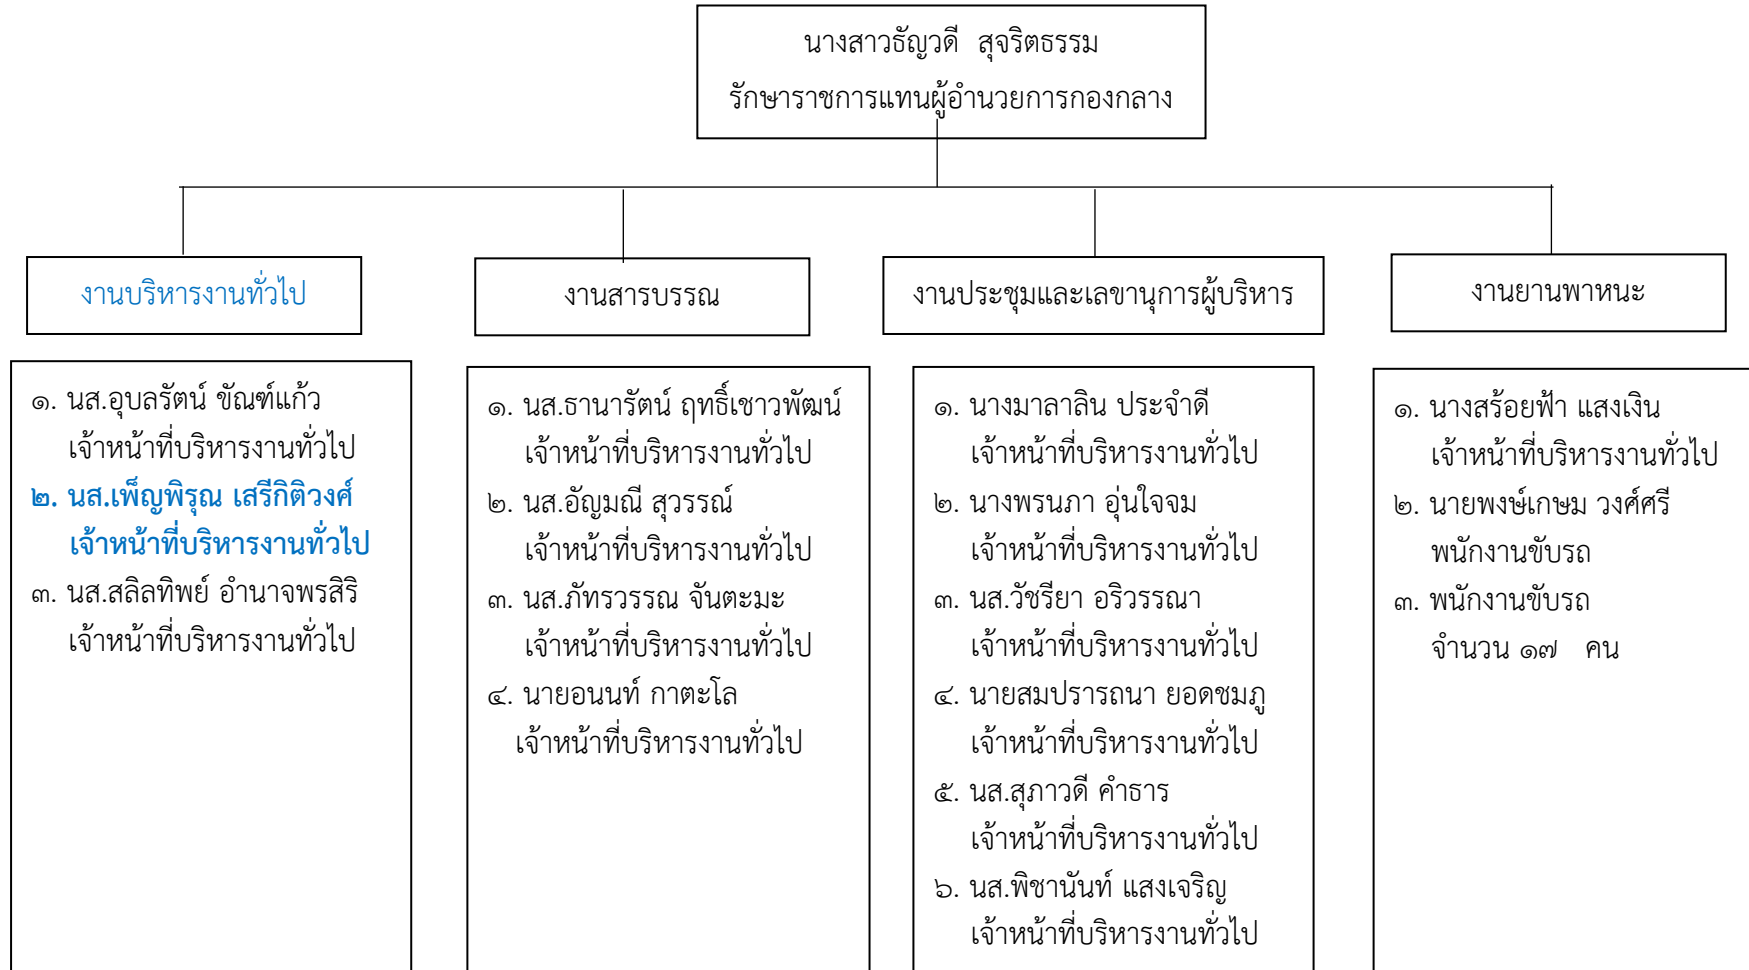 นางสาวธัญวดี สุจริตธรรม
รักษาราชการแทนผู้อำนวยการกองกลาง
งานบริหารงานทั่วไป
๑. นส.อุบลรัตน์ ขัณฑ์แก้ว
เจ้าหน้าที่บริหารงานทั่วไป
๒. นส.เพ็ญพิรุณ เสรีกิติวงศ์
เจ้าหน้าที่บริหารงานทั่วไป
๓. นส.สลิลทิพย์ อำนาจพรสิริ
เจ้าหน้าที่บริหารงานทั่วไป
งานสารบรรณ
๑. นส.ธานารัตน์ ฤทธิ์เชาวพัฒน์
เจ้าหน้าที่บริหารงานทั่วไป
๒. นส.อัญมณี สุวรรณ์
เจ้าหน้าที่บริหารงานทั่วไป
๓. นส.ภัทรวรรณ จันตะมะ
เจ้าหน้าที่บริหารงานทั่วไป
๔. นายอนนท์ กาตะโล
เจ้าหน้าที่บริหารงานทั่วไป
งานประชุมและเลขานุการผู้บริหาร
๑. นางมาลาลิน ประจำดี
เจ้าหน้าที่บริหารงานทั่วไป
๒. นางพรนภา อุ่นใจจม
เจ้าหน้าที่บริหารงานทั่วไป
๓. นส.วัชรียา อริวรรณา
เจ้าหน้าที่บริหารงานทั่วไป
๔. นายสมปรารถนา ยอดชมภู
เจ้าหน้าที่บริหารงานทั่วไป
๕. นส.สุภาวดี คำธาร
เจ้าหน้าที่บริหารงานทั่วไป
๖. นส.พิชานันท์ แสงเจริญ
เจ้าหน้าที่บริหารงานทั่วไป
งานยานพาหนะ
๑. นางสร้อยฟ้า แสงเงิน
เจ้าหน้าที่บริหารงานทั่วไป
๒. นายพงษ์เกษม วงศ์ศรี
พนักงานขับรถ
๓. พนักงานขับรถ
จำนวน ๑๗ คน